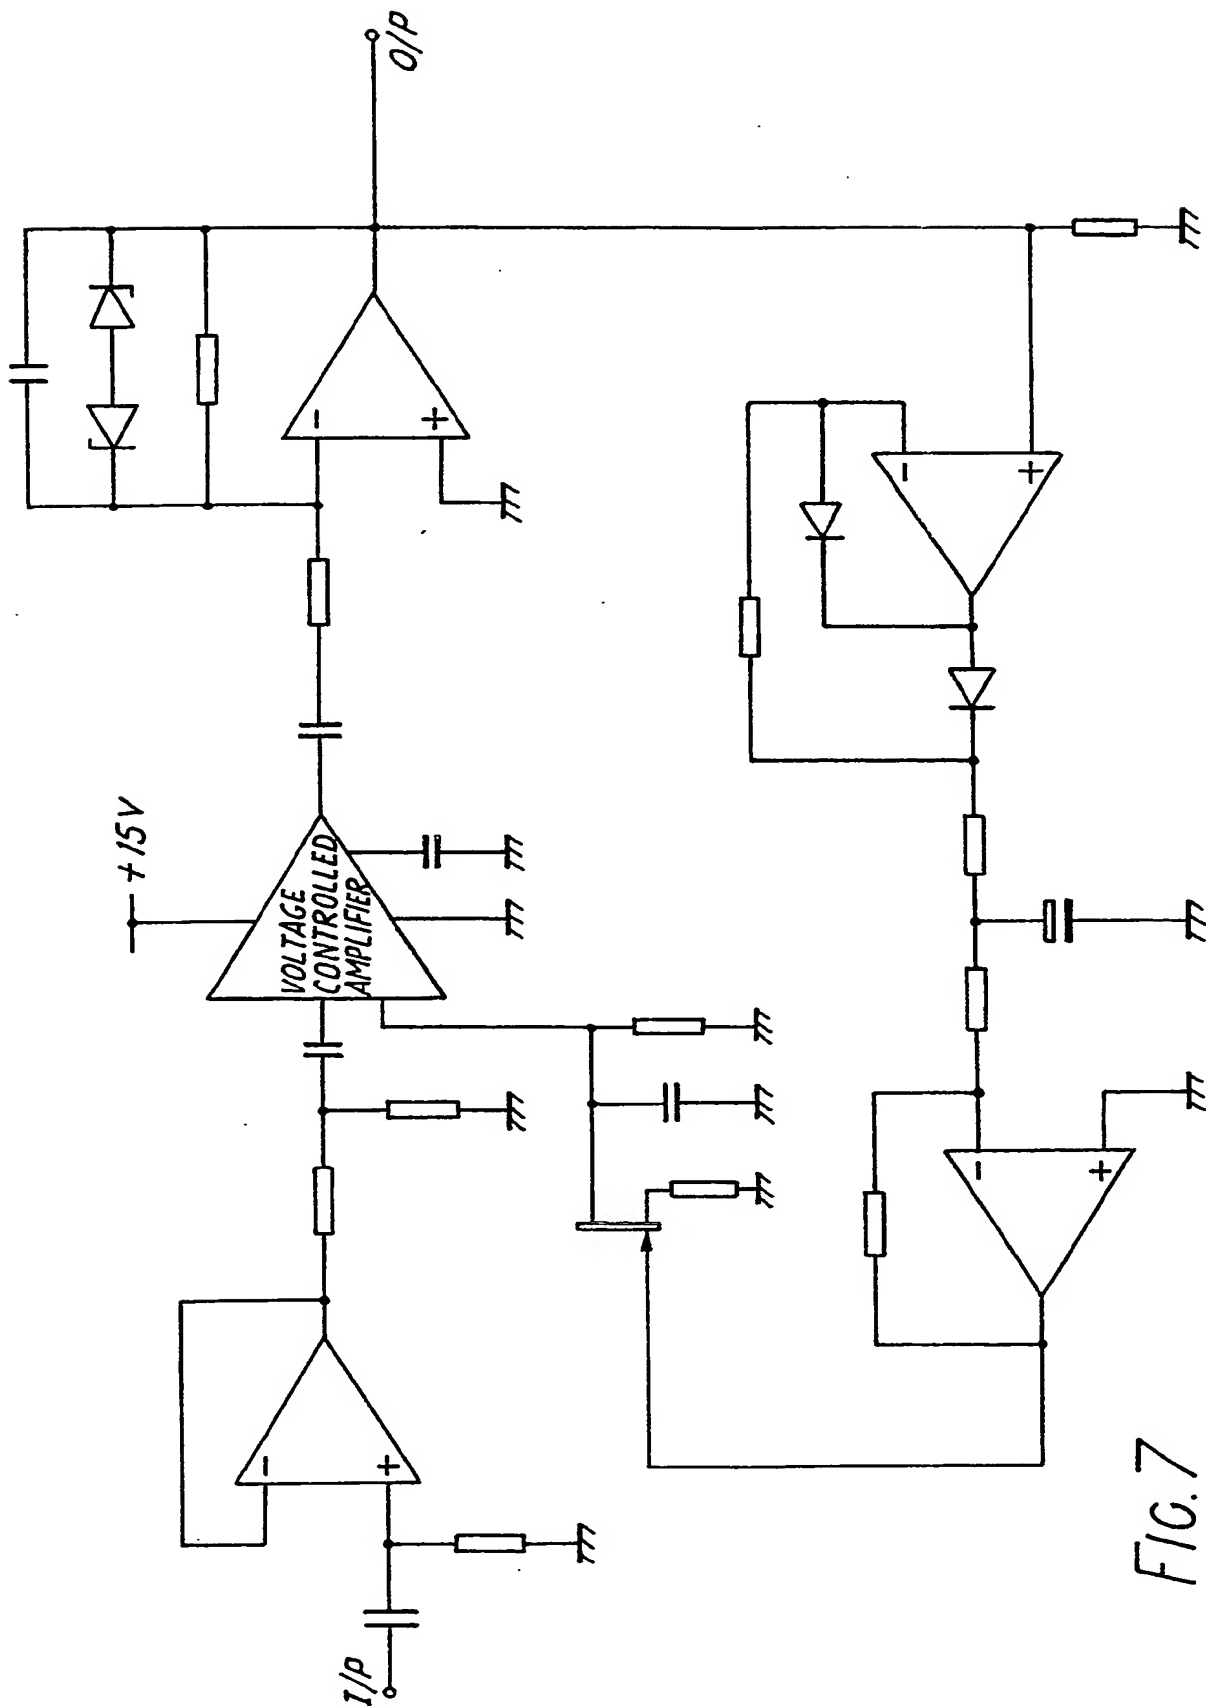 I/P
+15V
VOLTAGE
CONTROLLED
AMPLIFIER
O/P
-
+
-
+
-
+
-
+
FIG. 7